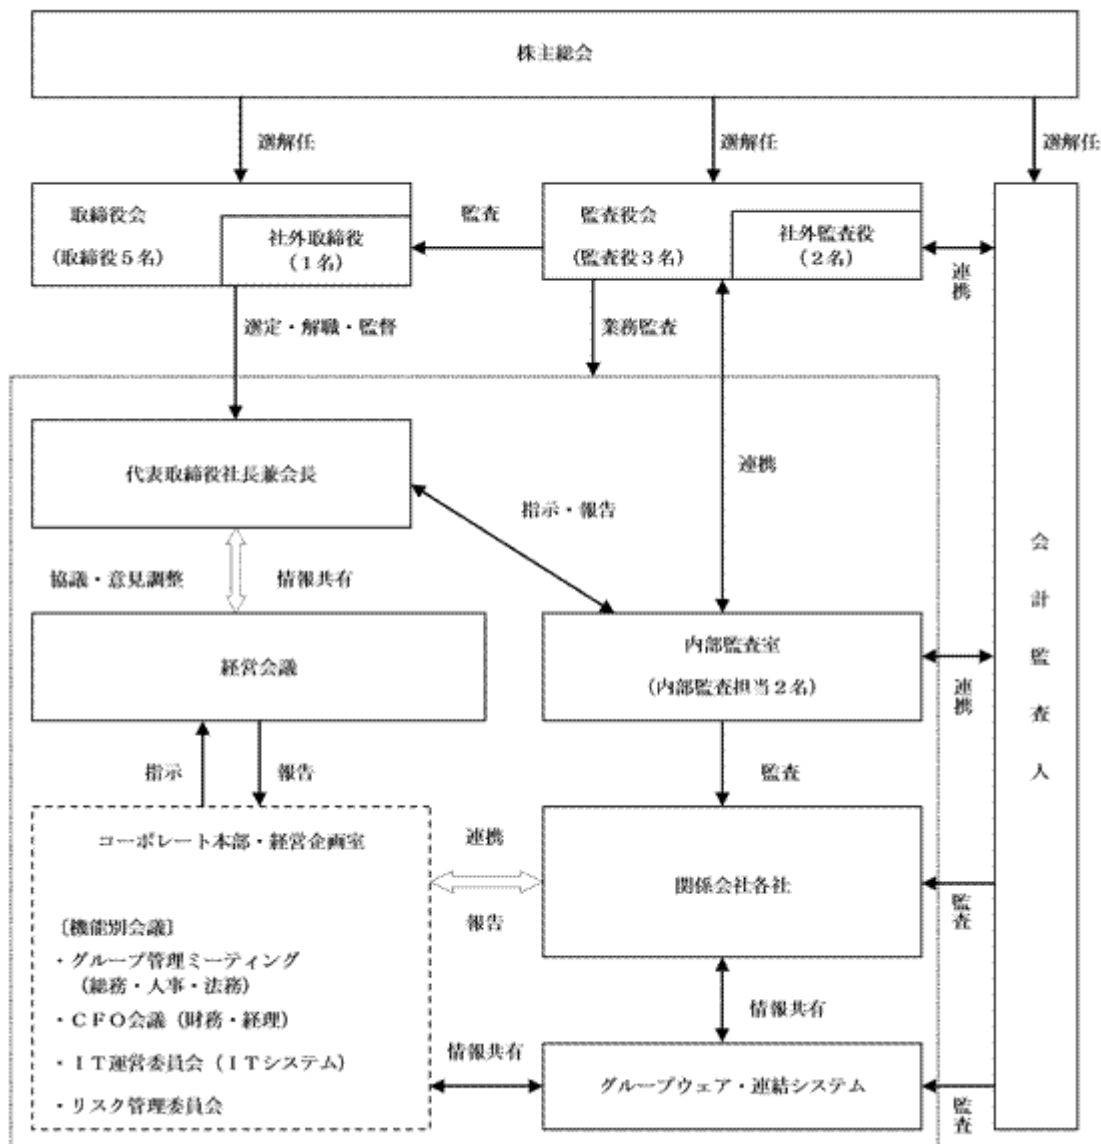 株主総会
選解任
選解任
選解任
取締役会
(取締役5名)
社外取締役
(1名)
監査
監査役会
(監査役3名)
社外監査役
(2名)
連携
選定・解職・監督
業務監査
代表取締役社長兼会長
連携
指示・報告
会計監査人
協議・意見調整
情報共有
経営会議
内部監査室
(内部監査担当2名)
連携
指示
報告
監査
コーポレート本部・経営企画室
連携
報告
関係会社各社
監査
〔機能別会議〕
・グループ管理ミーティング
(総務・人事・法務)
・CFO会議(財務・経理)
・IT運営委員会(ITシステム)
・リスク管理委員会
情報共有
情報共有
グループウェア・連結システム
監査